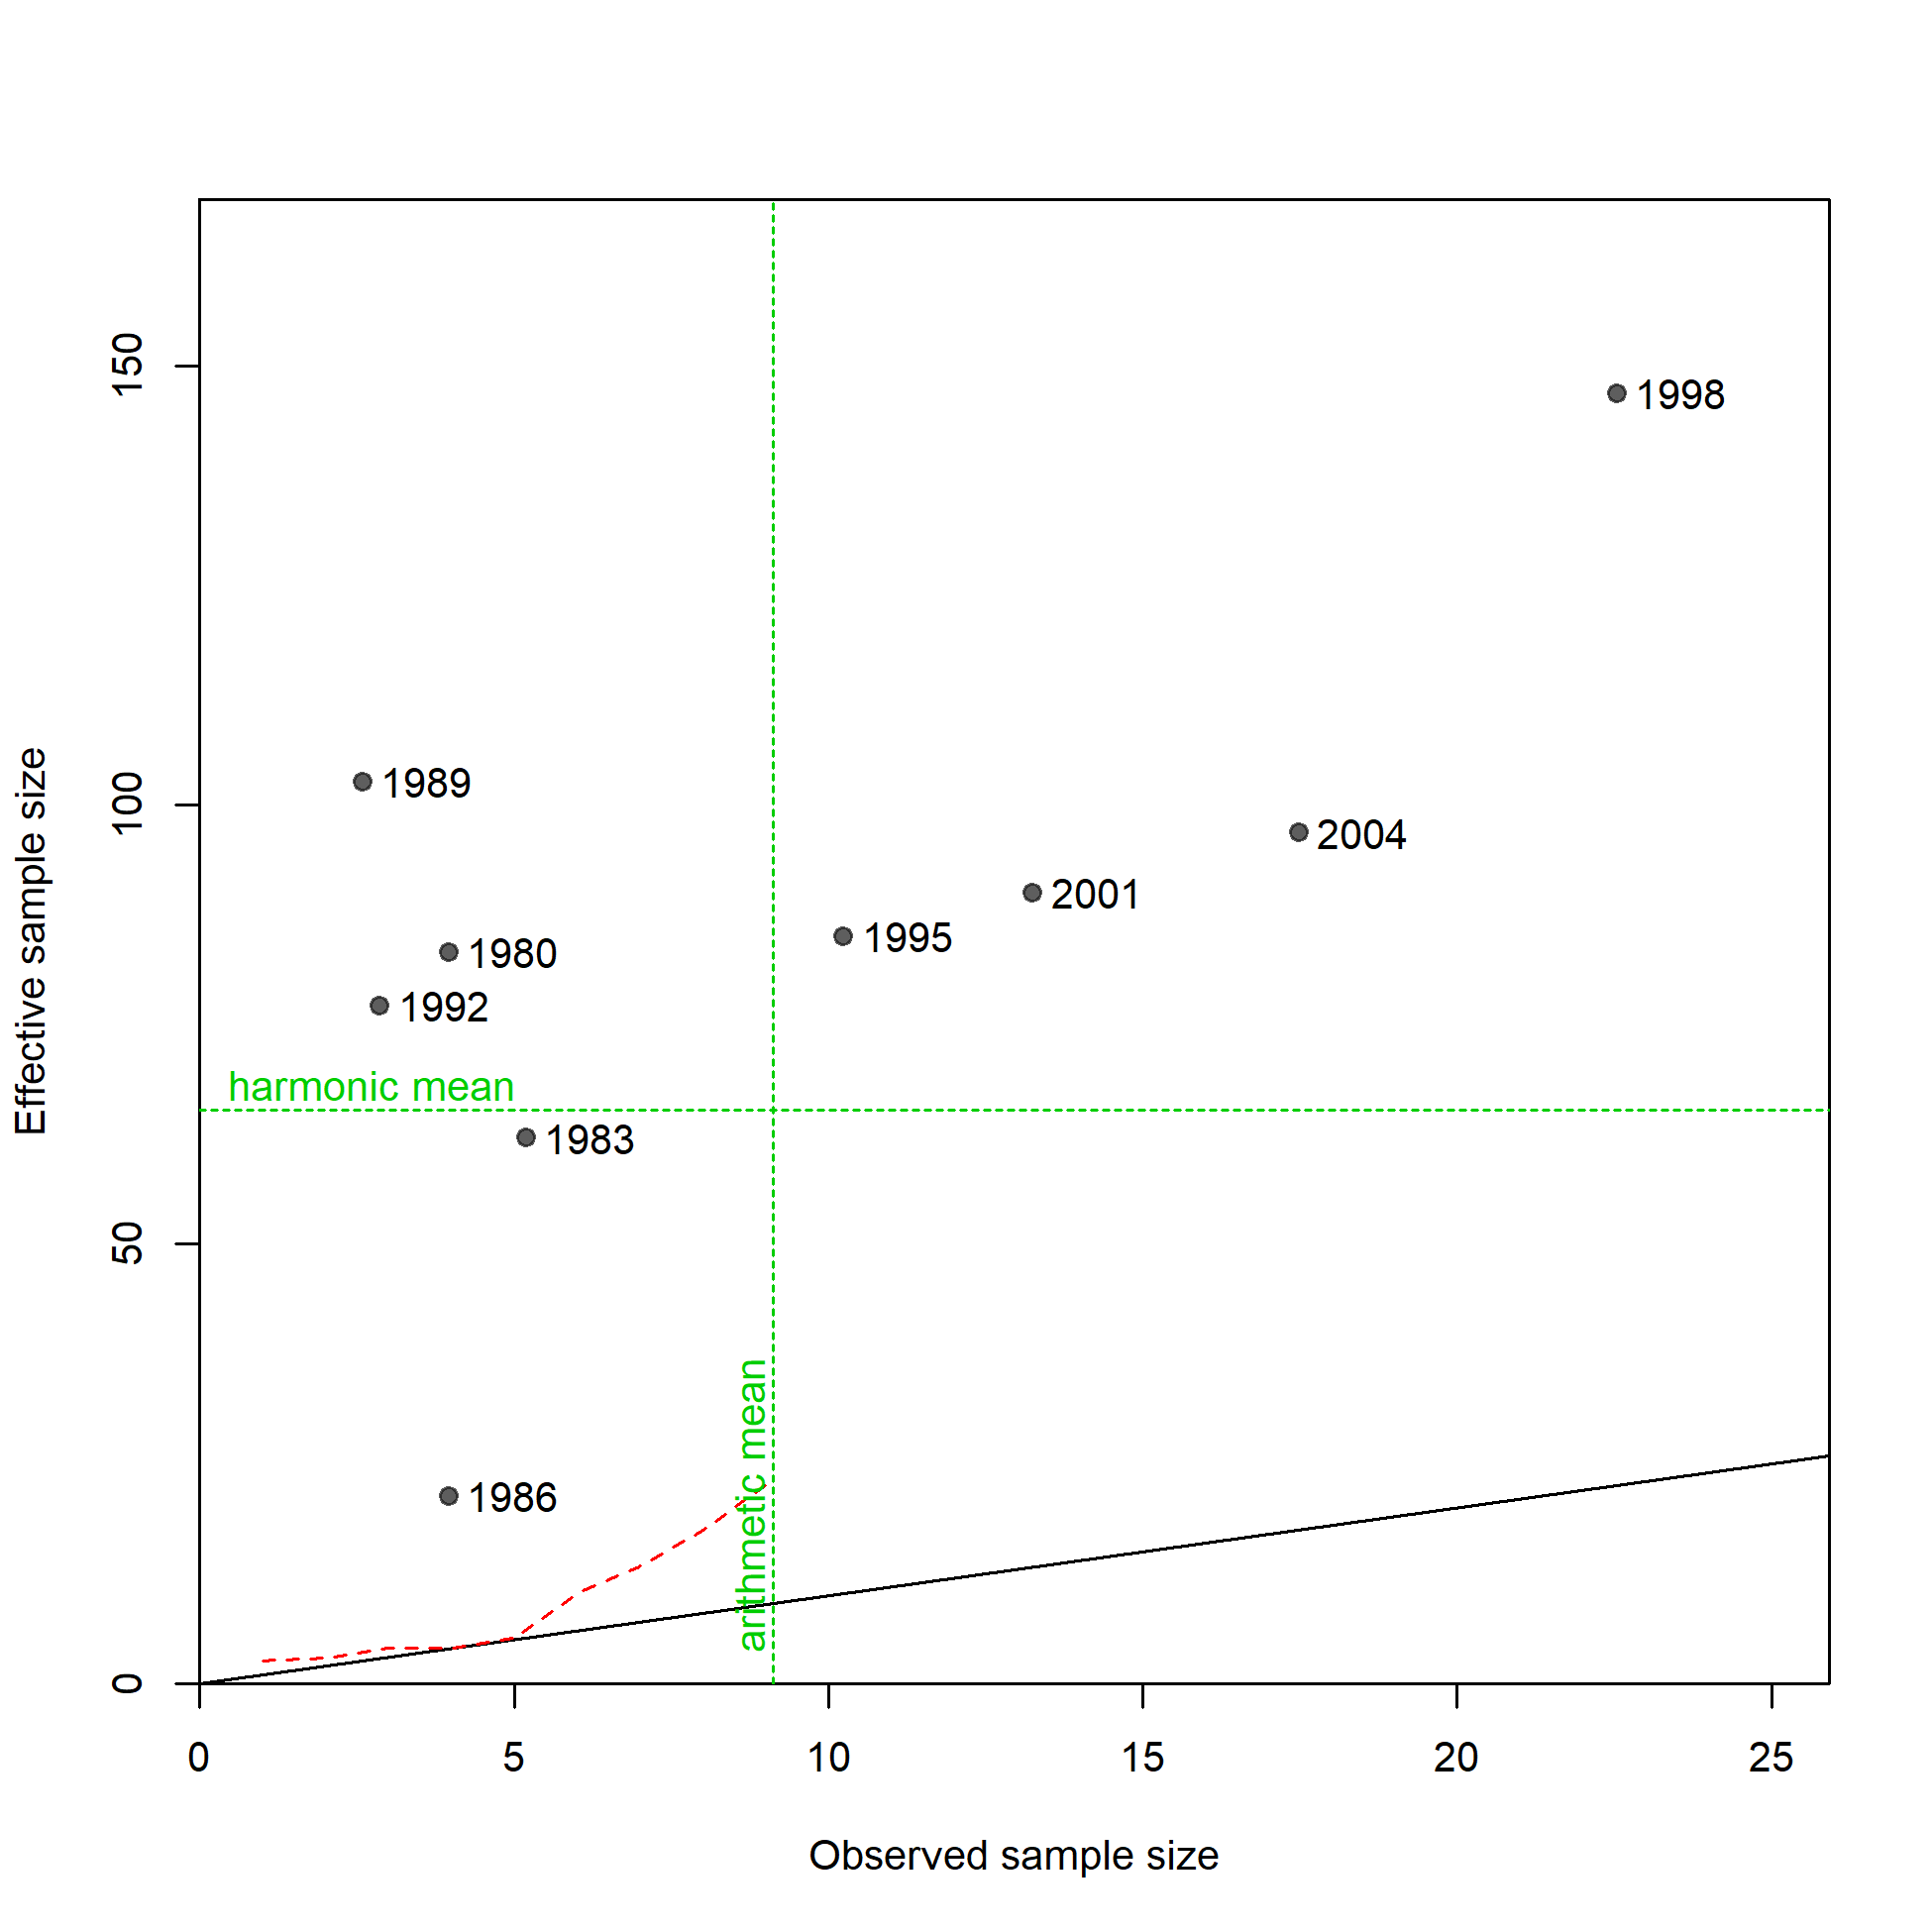 150
1998
1989
100
2004
2001
1995
1980
1992
Effective sample size
harmonic mean
1983
50
arithmetic mean
1986
0
0 5 10 15 20 25
Observed sample size